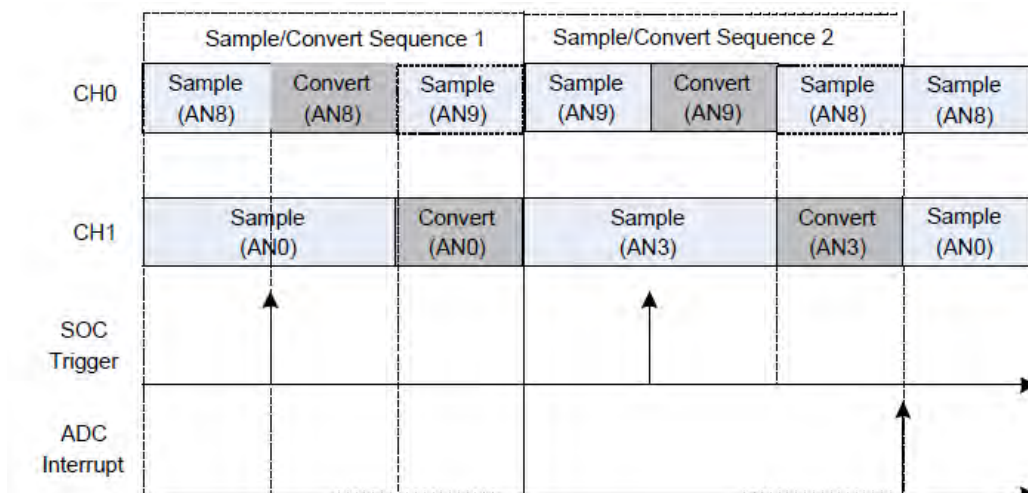 Sample/Convert Sequence 1
Sample/Convert Sequence 2
CH0
Sample
(AN8)
Convert
(AN8)
Sample
(AN9)
Sample
(AN9)
Convert
(AN9)
Sample
(AN8)
Sample
(AN8)
CH1
Sample
(AN0)
Convert
(AN0)
Sample
(AN3)
Convert
(AN3)
Sample
(AN0)
SOC
Trigger
ADC
Interrupt